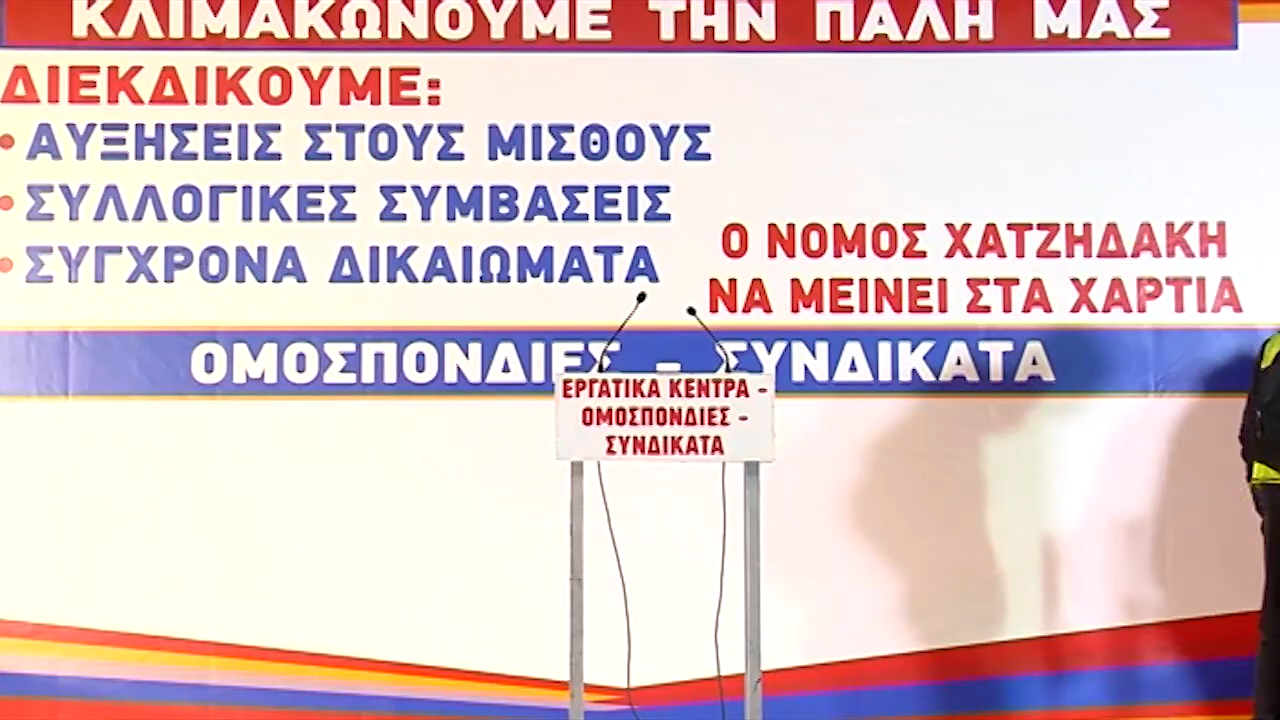 ΚΛΙΜΑΚΩΝΟΥΜΕ ΤΗΝ ΠΑΛΗ ΜΑΣ
ΔΙΕΚΔΙΚΟΥΜΕ:
• ΑΥΞΗΣΕΙΣ ΣΤΟΥΣ ΜΙΣΘΟΥΣ
• ΣΥΛΛΟΓΙΚΕΣ ΣΥΜΒΑΣΕΙΣ
• ΣΥΓΧΡΟΝΑ ΔΙΚΑΙΩΜΑΤΑ
Ο ΝΟΜΟΣ ΧΑΤΖΗΔΑΚΗ
ΝΑ ΜΕΙΝΕΙ ΣΤΑ ΧΑΡΤΙΑ
ΟΜΟΣΠΟΝΔΙΕΣ - ΣΥΝΔΙΚΑΤΑ
ΕΡΓΑΤΙΚΑ ΚΕΝΤΡΑ -
ΟΜΟΣΠΟΝΔΙΕΣ -
ΣΥΝΔΙΚΑΤΑ